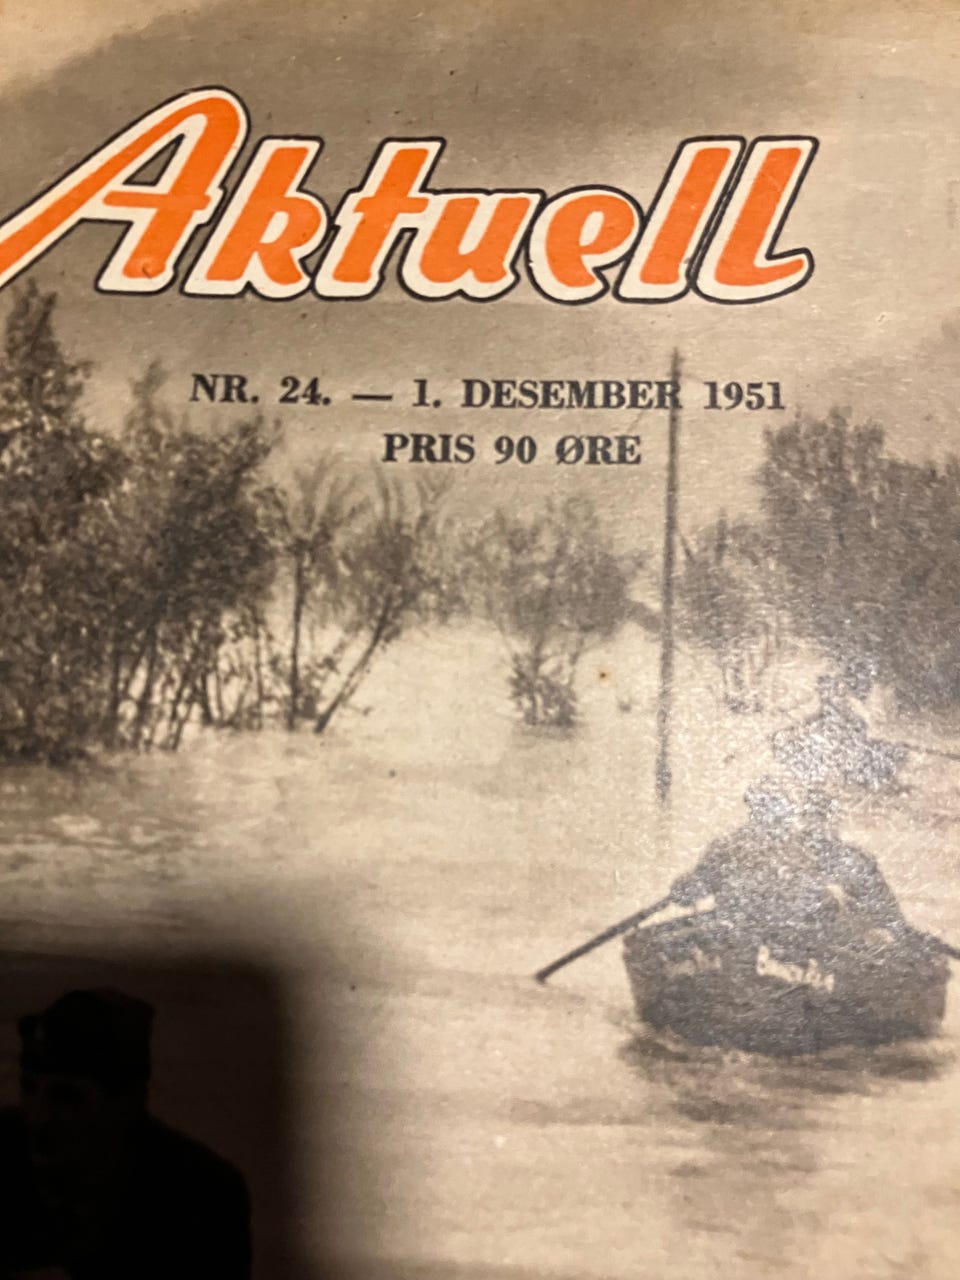 Aktuell
NR. 24. — 1. DESEMBER 1951
PRIS 90 ØRE